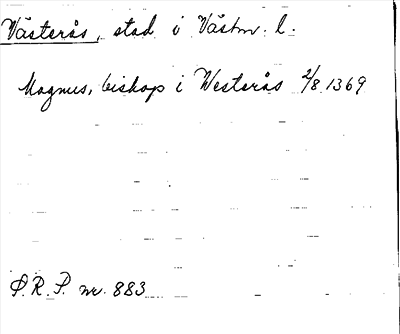 Västerås, stad i Västm. l.
Magnus, biskop i Westerås 2/8 1369
S.R.P. nr. 883